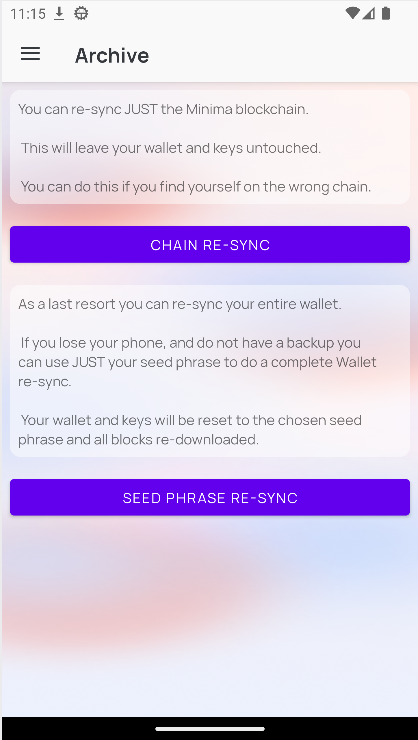 11:15
Archive
You can re-sync JUST the Minima blockchain.
This will leave your wallet and keys untouched.
You can do this if you find yourself on the wrong chain.
CHAIN RE-SYNC
As a last resort you can re-sync your entire wallet.
If you lose your phone, and do not have a backup you
can use JUST your seed phrase to do a complete Wallet
re-sync.
Your wallet and keys will be reset to the chosen seed
phrase and all blocks re-downloaded.
SEED PHRASE RE-SYNC